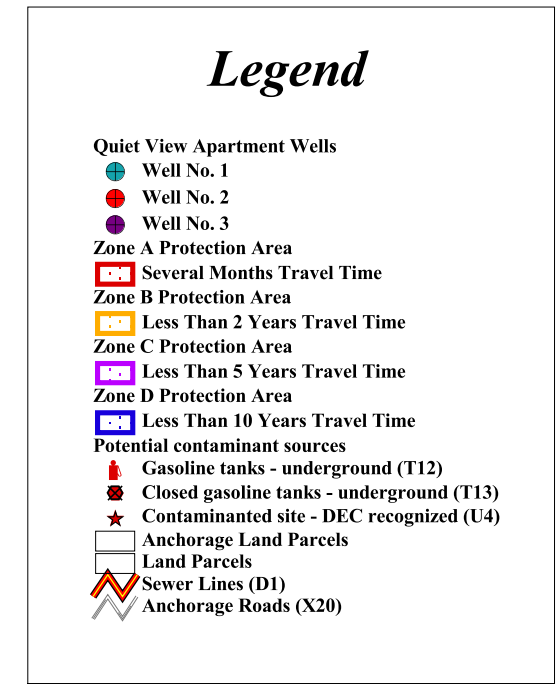 Legend
Quiet View Apartment Wells
Well No. 1
Well No. 2
Well No. 3
Zone A Protection Area
Several Months Travel Time
Zone B Protection Area
Less Than 2 Years Travel Time
Zone C Protection Area
Less Than 5 Years Travel Time
Zone D Protection Area
Less Than 10 Years Travel Time
Potential contaminant sources
Gasoline tanks - underground (T12)
Closed gasoline tanks - underground (T13)
Contaminanted site - DEC recognized (U4)
Anchorage Land Parcels
Land Parcels
Sewer Lines (D1)
Anchorage Roads (X20)